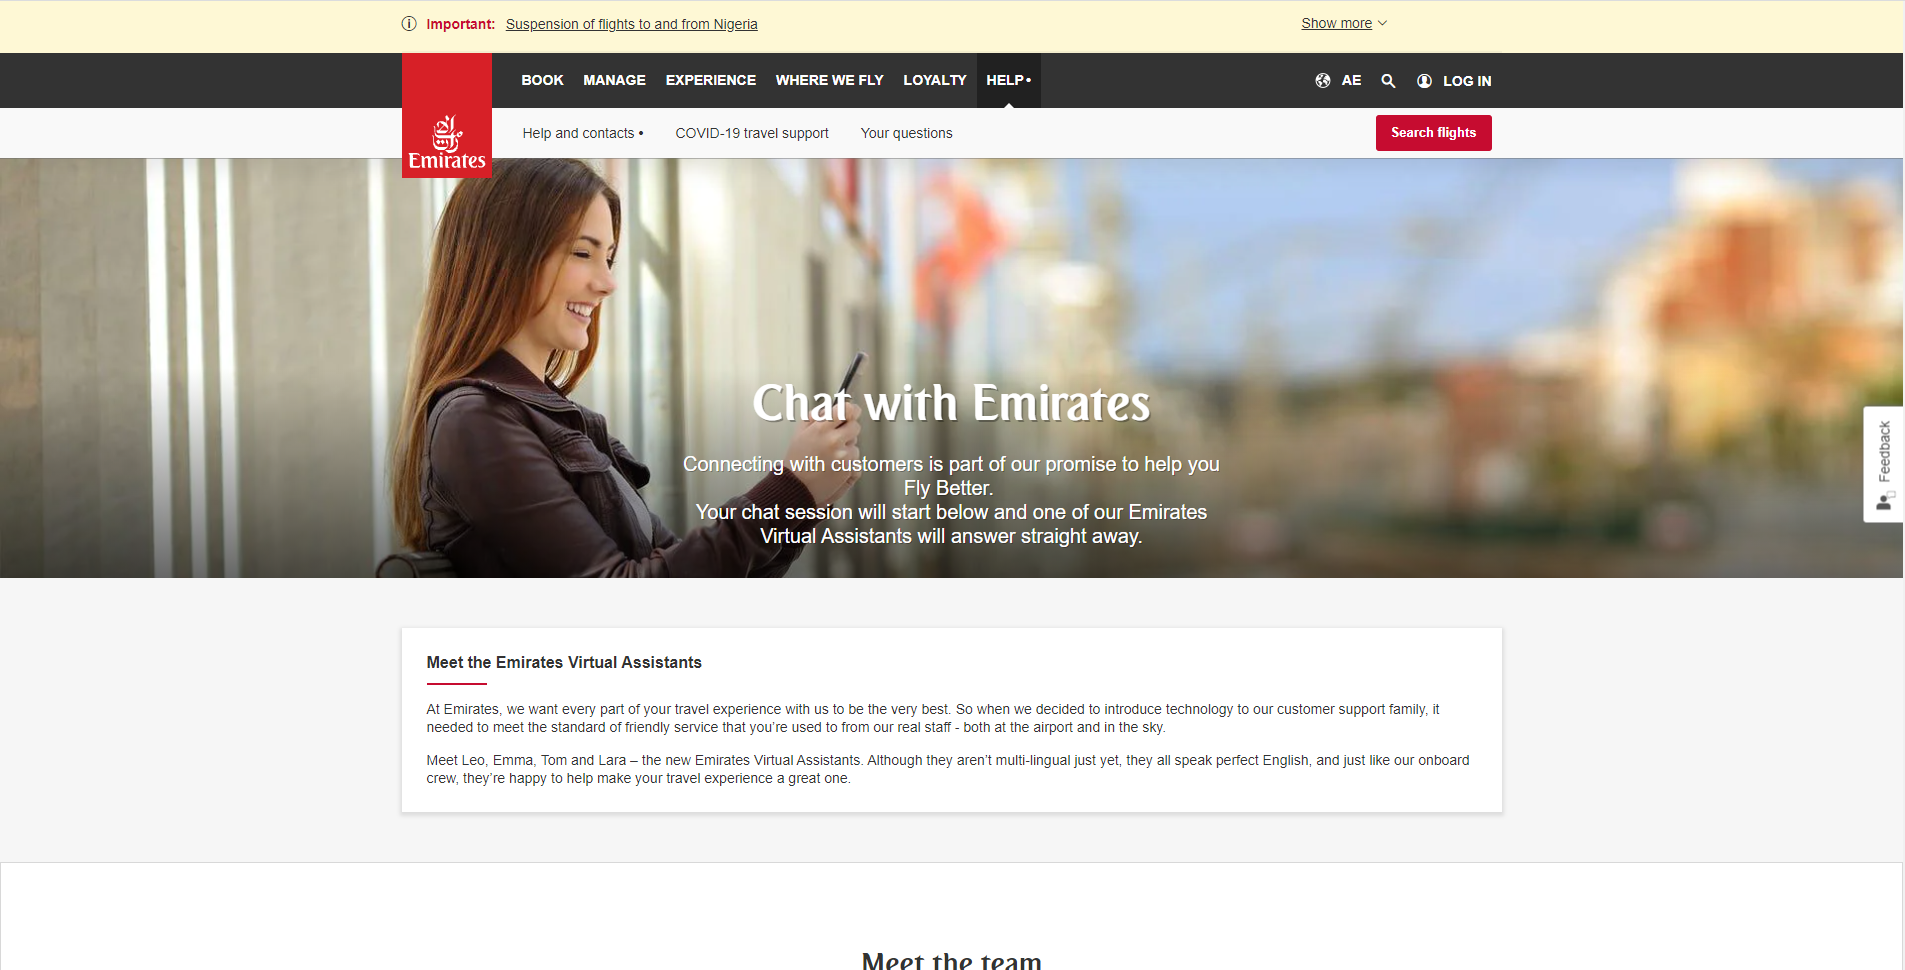 Important: Suspension of flights to and from Nigeria Show more
BOOK MANAGE EXPERIENCE WHERE WE FLY LOYALTY HELP• AE LOG IN
Emirates
Help and contacts • COVID-19 travel support Your questions Search flights
Chat with Emirates
Connecting with customers is part of our promise to help you
Fly Better.
Your chat session will start below and one of our Emirates
Virtual Assistants will answer straight away.
Feedback
Meet the Emirates Virtual Assistants
At Emirates, we want every part of your travel experience with us to be the very best. So when we decided to introduce technology to our customer support family, it
needed to meet the standard of friendly service that you’re used to from our real staff - both at the airport and in the sky.
Meet Leo, Emma, Tom and Lara – the new Emirates Virtual Assistants. Although they aren’t multi-lingual just yet, they all speak perfect English, and just like our onboard
crew, they’re happy to help make your travel experience a great one.
Meet the team